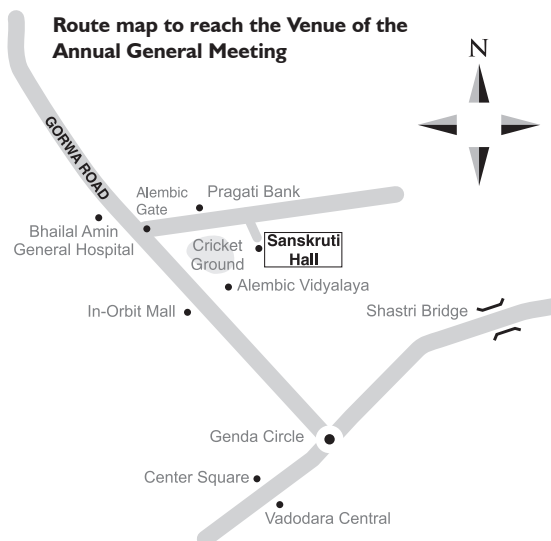 Route map to reach the Venue of the
Annual General Meeting
N
GORWA ROAD
Alembic
Gate
Pragati Bank
Bhailal Amin
General Hospital
Cricket
Ground
Sanskruti
Hall
Alembic Vidyalaya
In-Orbit Mall
Shastri Bridge
Genda Circle
Center Square
Vadodara Central